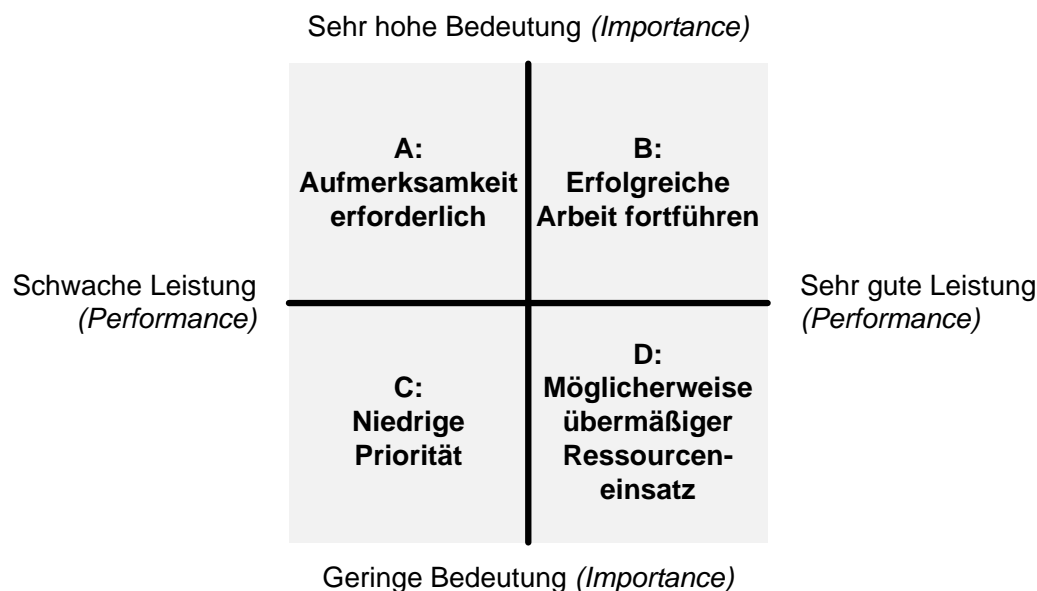 Sehr hohe Bedeutung (Importance)
A:
Aufmerksamkeit
erforderlich
B:
Erfolgreiche
Arbeit fortführen
Schwache Leistung
(Performance)
Sehr gute Leistung
(Performance)
C:
Niedrige
Priorität
D:
Möglicherweise
übermäßiger
Ressourcen-
einsatz
Geringe Bedeutung (Importance)